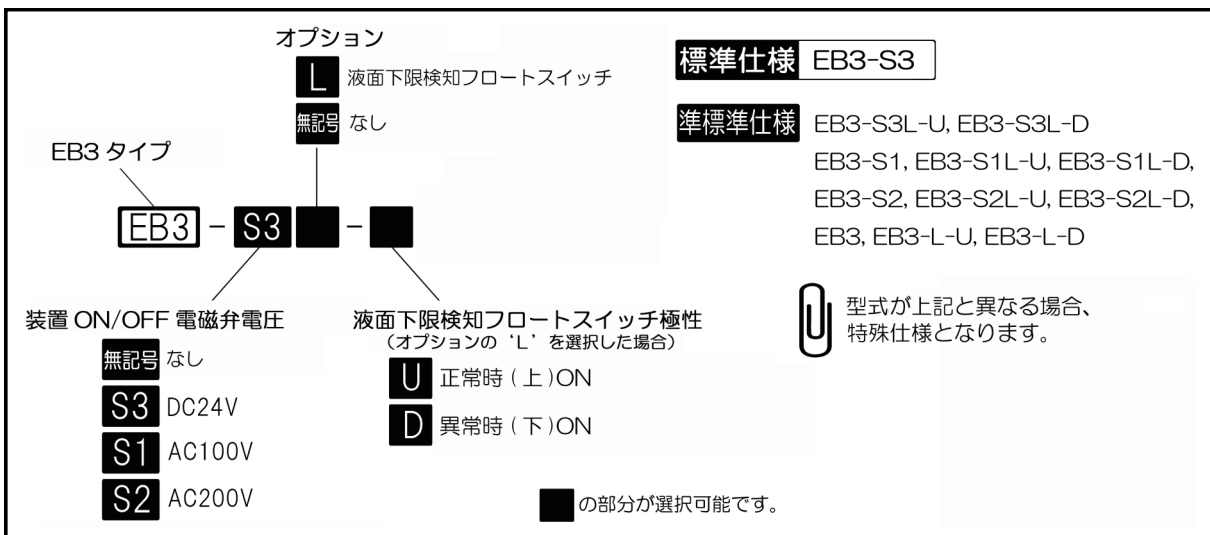 オプション
L 液面下限検知フロートスイッチ
無記号 なし
EB3 タイプ
EB3 - S3 ■ - ■
装置 ON/OFF 電磁弁電圧
無記号 なし
S3 DC24V
S1 AC100V
S2 AC200V
液面下限検知フロートスイッチ極性
(オプションの‘L’を選択した場合)
U 正常時 ( 上 )ON
D 異常時 ( 下 )ON
■の部分が選択可能です。
標準仕様 EB3-S3
準標準仕様 EB3-S3L-U, EB3-S3L-D
EB3-S1, EB3-S1L-U, EB3-S1L-D,
EB3-S2, EB3-S2L-U, EB3-S2L-D,
EB3, EB3-L-U, EB3-L-D
型式が上記と異なる場合、
特殊仕様となります。